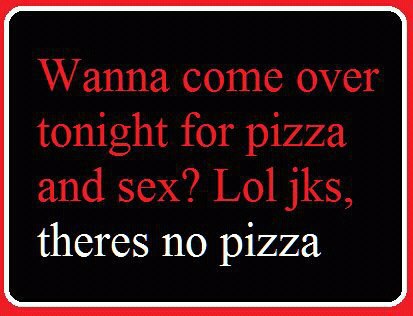 Wanna come over
tonight for pizza
and sex? Lol jks,
theres no pizza